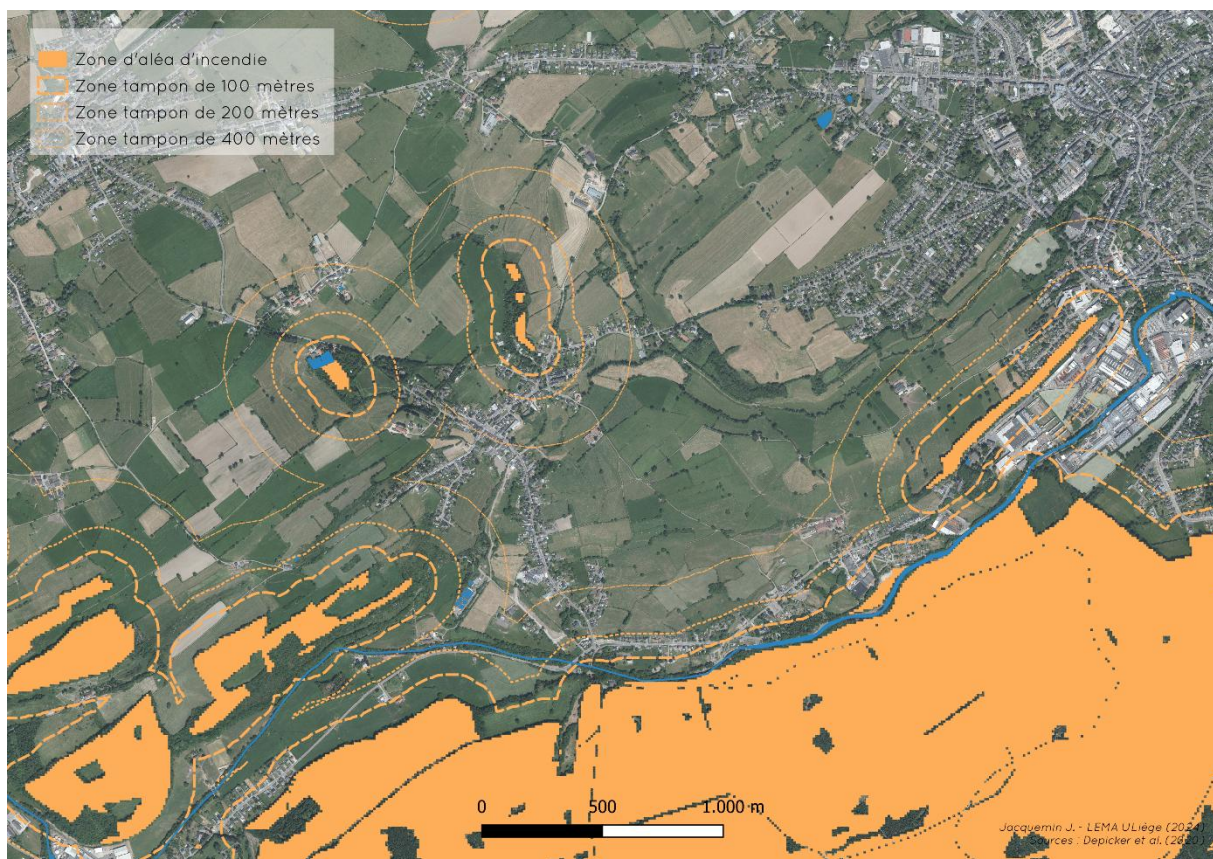 Zone d'aléa d'incendie
Zone tampon de 100 mètres
Zone tampon de 200 mètres
Zone tampon de 400 mètres
0 500 1.000 m
Jacquemin J. - LEMA ULiège (2024)
Sources : Depicker et al. (2020)